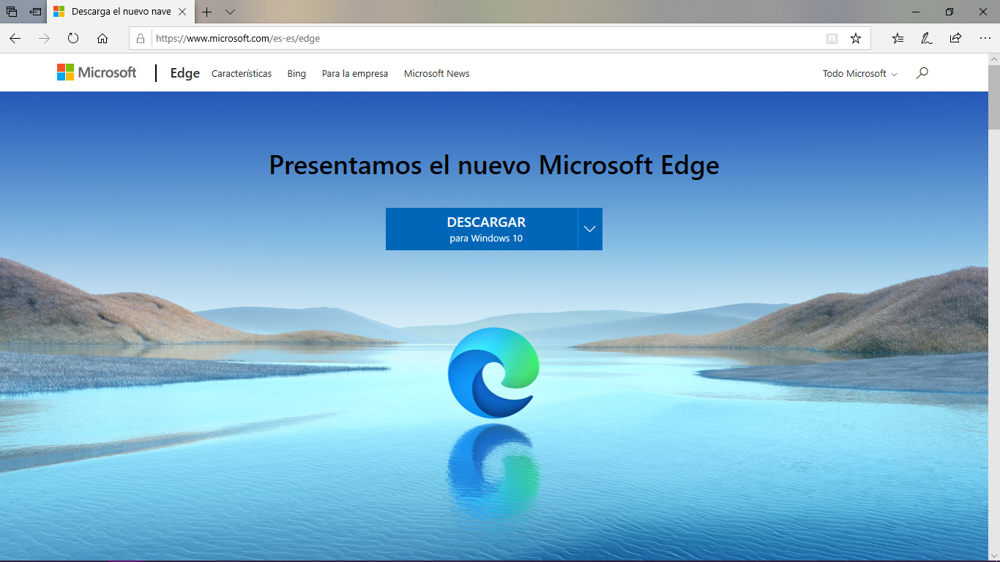 Descarga el nuevo nave
https://www.microsoft.com/es-es/edge
Microsoft Edge Características Bing Para la empresa Microsoft News Todo Microsoft
Presentamos el nuevo Microsoft Edge
DESCARGAR
para Windows 10